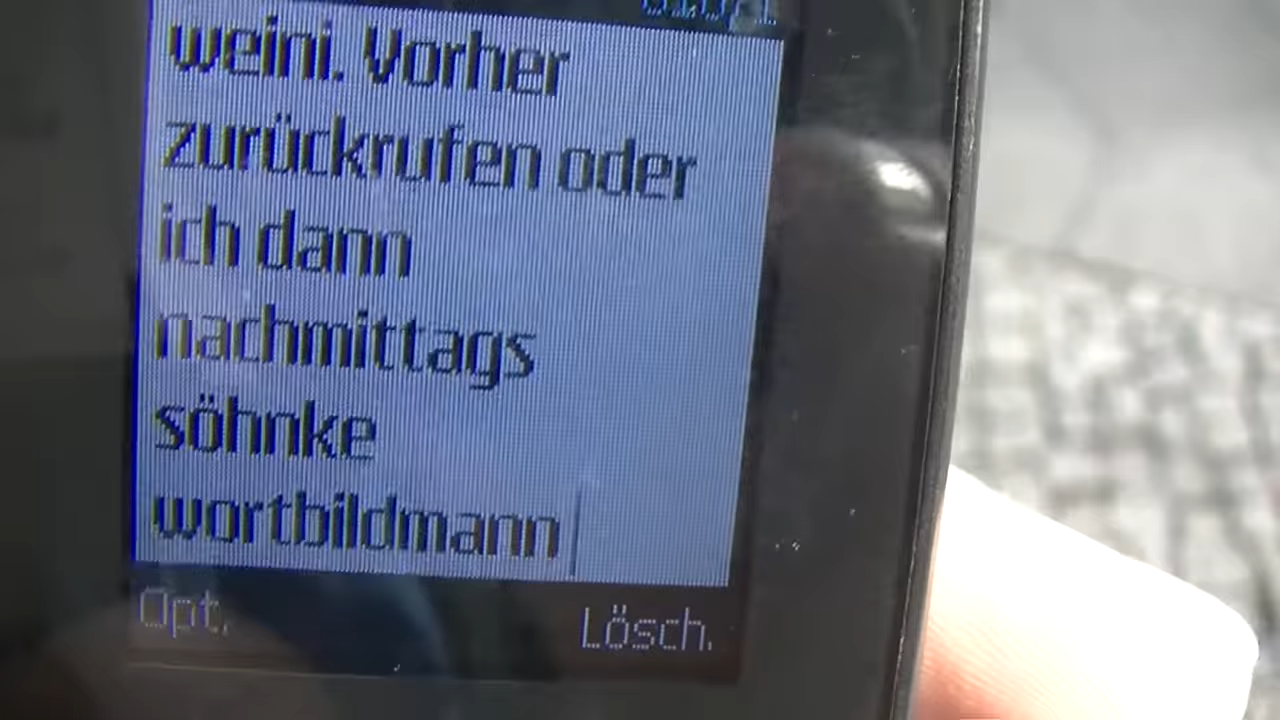 weini. Vorher
zurückrufen oder
ich dann
nachmittags
söhnke
wortbildmann
Opt.
Lösch.